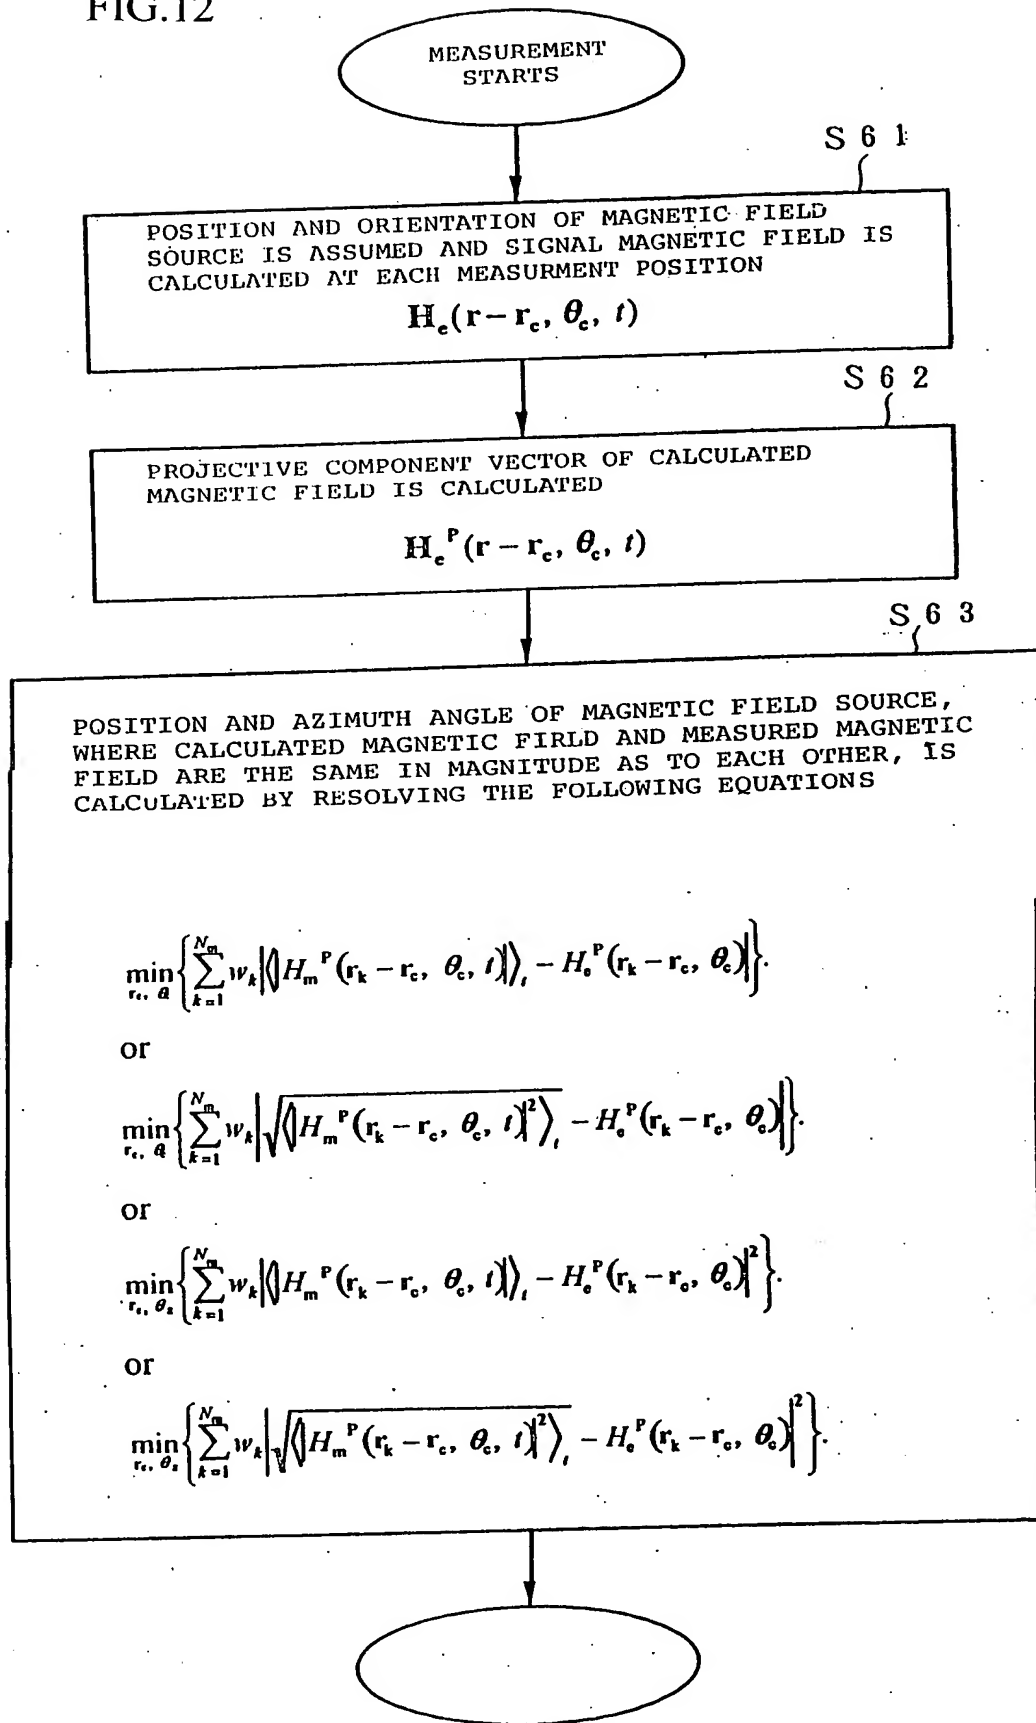 FIG.12
MEASUREMENT
STARTS
S 6 1
POSITION AND ORIENTATION OF MAGNETIC FIELD
SOURCE IS ASSUMED AND SIGNAL MAGNETIC FIELD IS
CALCULATED AT EACH MEASURMENT POSITION
H_e(r − r_c, θ_c, t)
S 6 2
PROJECTIVE COMPONENT VECTOR OF CALCULATED
MAGNETIC FIELD IS CALCULATED
H_e^P(r − r_c, θ_c, t)
S 6 3
POSITION AND AZIMUTH ANGLE OF MAGNETIC FIELD SOURCE,
WHERE CALCULATED MAGNETIC FIRLD AND MEASURED MAGNETIC
FIELD ARE THE SAME IN MAGNITUDE AS TO EACH OTHER, IS
CALCULATED BY RESOLVING THE FOLLOWING EQUATIONS
min_{r_c, θ} { Σ_{k=1}^{N_m} w_k | ⟨|H_m^P(r_k − r_c, θ_c, t)|⟩_t − H_e^P(r_k − r_c, θ_c) | }.
or
min_{r_c, θ} { Σ_{k=1}^{N_m} w_k | √⟨|H_m^P(r_k − r_c, θ_c, t)|^2⟩_t − H_e^P(r_k − r_c, θ_c) | }.
or
min_{r_c, θ_z} { Σ_{k=1}^{N_m} w_k | ⟨|H_m^P(r_k − r_c, θ_c, t)|⟩_t − H_e^P(r_k − r_c, θ_c) |^2 }.
or
min_{r_c, θ_z} { Σ_{k=1}^{N_m} w_k | √⟨|H_m^P(r_k − r_c, θ_c, t)|^2⟩_t − H_e^P(r_k − r_c, θ_c) |^2 }.